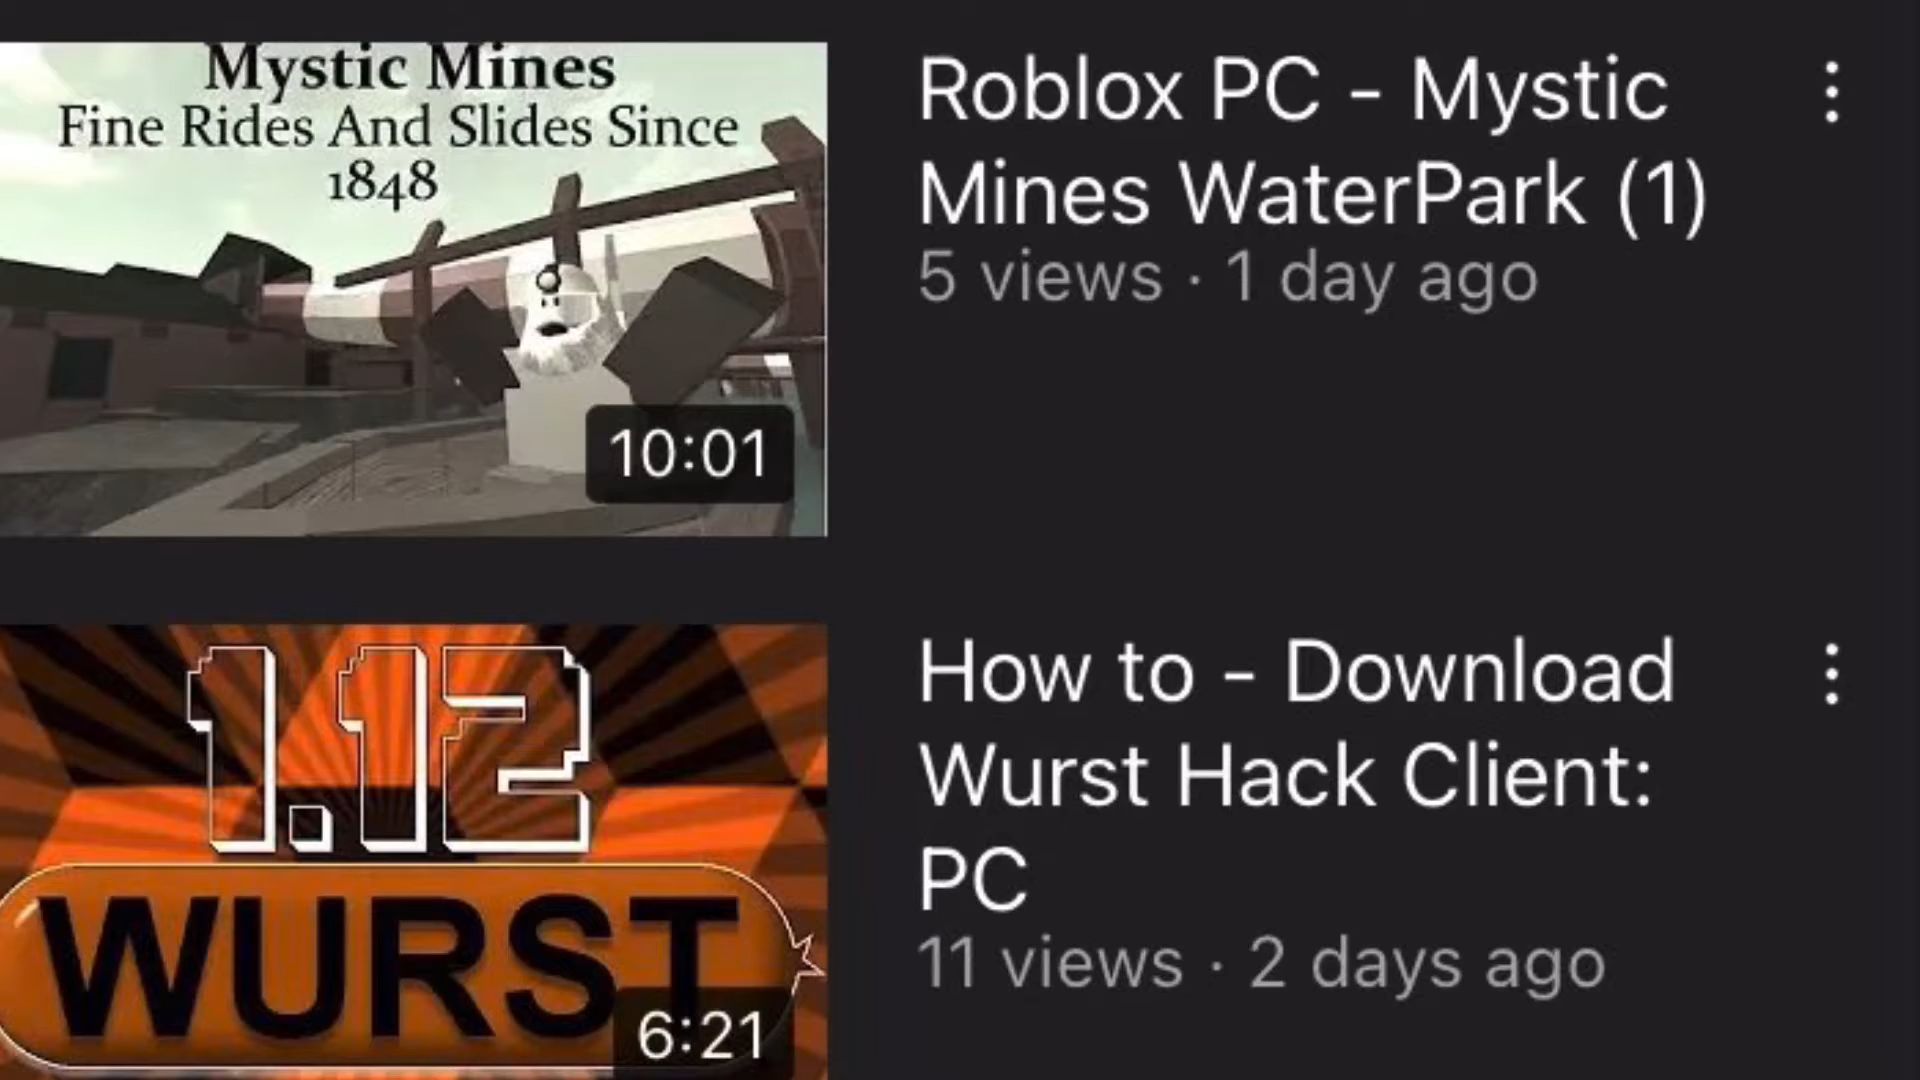 Mystic Mines
Fine Rides And Slides Since
1848
10:01
Roblox PC - Mystic
Mines WaterPark (1)
5 views · 1 day ago
1.12
WURST
6:21
How to - Download
Wurst Hack Client:
PC
11 views · 2 days ago